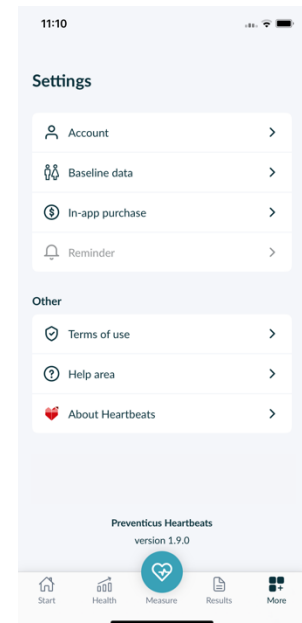 11:10
Settings
Account
Baseline data
In-app purchase
Reminder
Other
Terms of use
Help area
About Heartbeats
Preventicus Heartbeats
version 1.9.0
Start Health Measure Results More